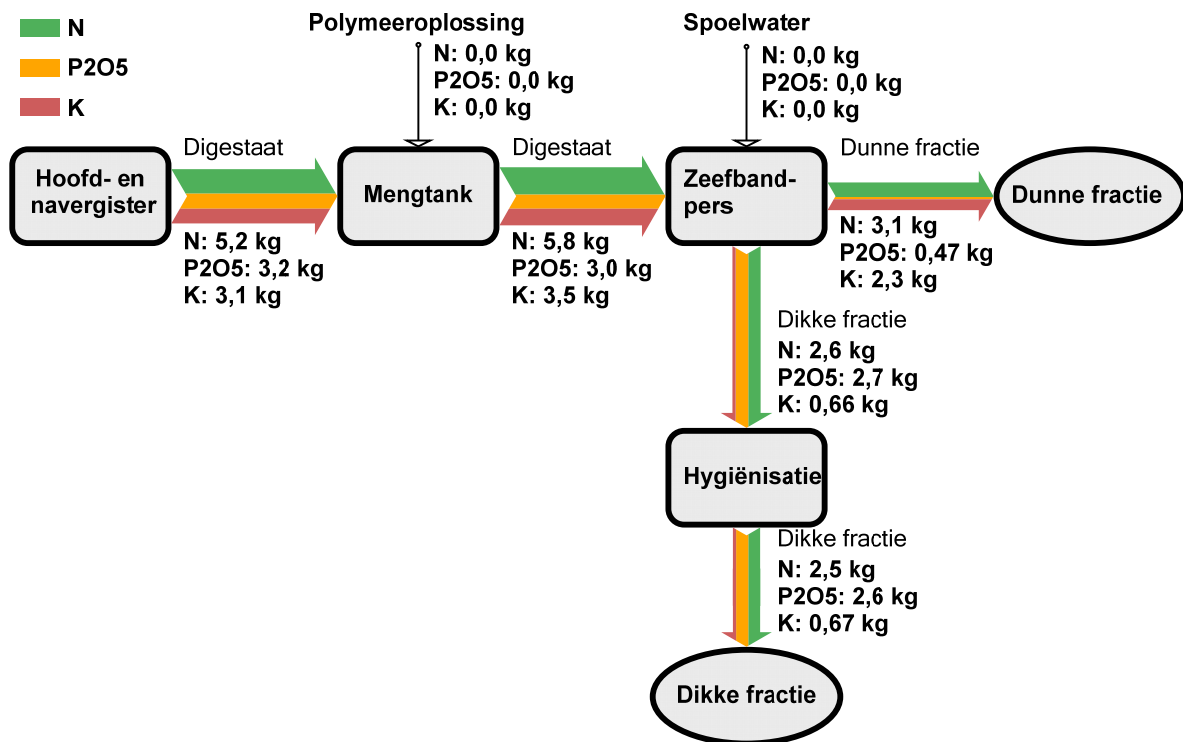 N
P2O5
K
Polymeeroplossing
N: 0,0 kg
P2O5: 0,0 kg
K: 0,0 kg
Spoelwater
N: 0,0 kg
P2O5: 0,0 kg
K: 0,0 kg
Hoofd- en
navergister
Digestaat
N: 5,2 kg
P2O5: 3,2 kg
K: 3,1 kg
Mengtank
Digestaat
N: 5,8 kg
P2O5: 3,0 kg
K: 3,5 kg
Zeefband-
pers
Dunne fractie
N: 3,1 kg
P2O5: 0,47 kg
K: 2,3 kg
Dunne fractie
Dikke fractie
N: 2,6 kg
P2O5: 2,7 kg
K: 0,66 kg
Hygiënisatie
Dikke fractie
N: 2,5 kg
P2O5: 2,6 kg
K: 0,67 kg
Dikke fractie